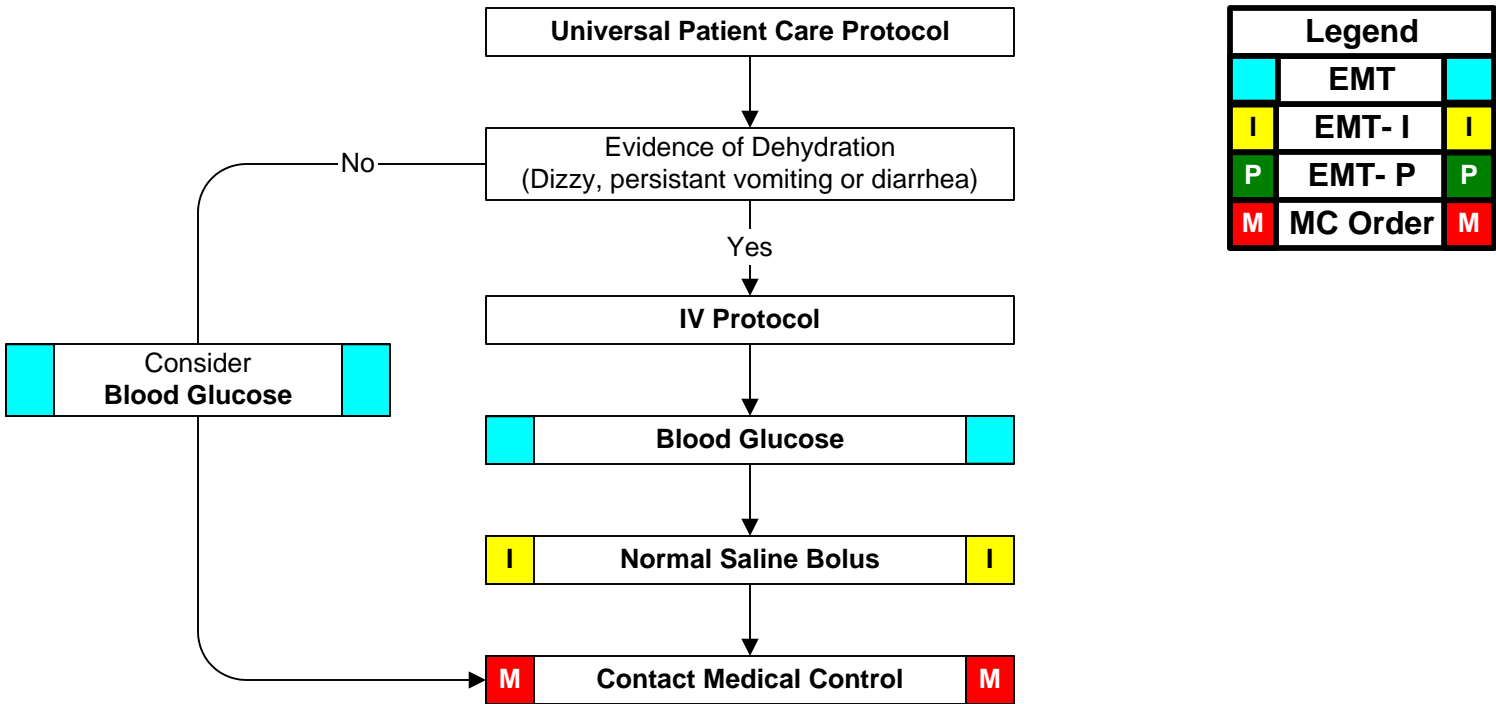 Universal Patient Care Protocol
Legend
EMT
I EMT- I I
P EMT- P P
M MC Order M
Evidence of Dehydration
(Dizzy, persistant vomiting or diarrhea)
No
Yes
IV Protocol
Consider
Blood Glucose
Blood Glucose
I Normal Saline Bolus I
M Contact Medical Control M